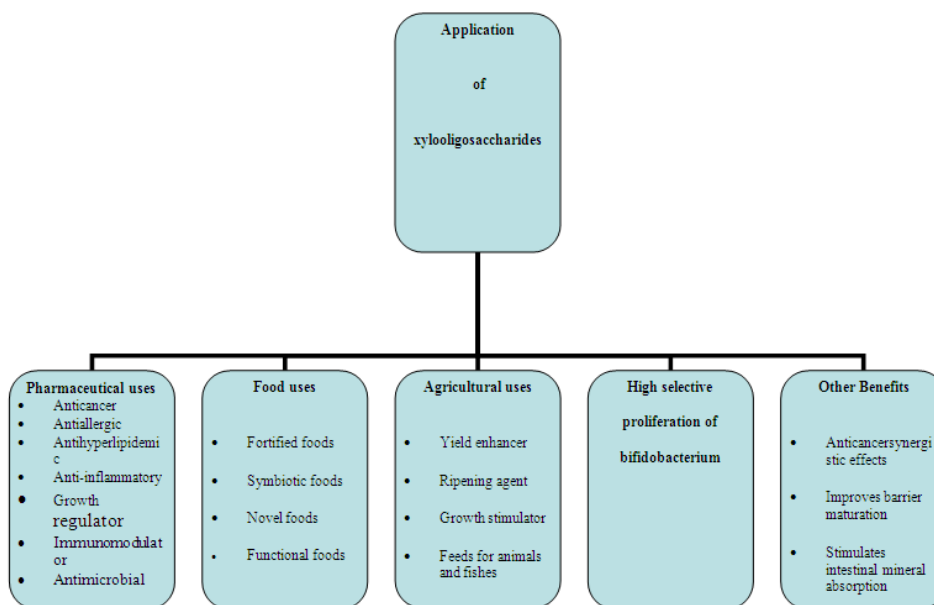 Application
of
xylooligosaccharides
Pharmaceutical uses
• Anticancer
• Antiallergic
• Antihyperlipidemi
c
• Anti-inflammatory
• Growth
regulator
• Immunomodulat
or
• Antimicrobial
Food uses
• Fortified foods
• Symbiotic foods
• Novel foods
• Functional foods
Agricultural uses
• Yield enhancer
• Ripening agent
• Growth stimulator
• Feeds for animals
and fishes
High selective
proliferation of
bifidobacterium
Other Benefits
• Anticancersynergi
stic effects
• Improves barrier
maturation
• Stimulates
intestinal mineral
absorption